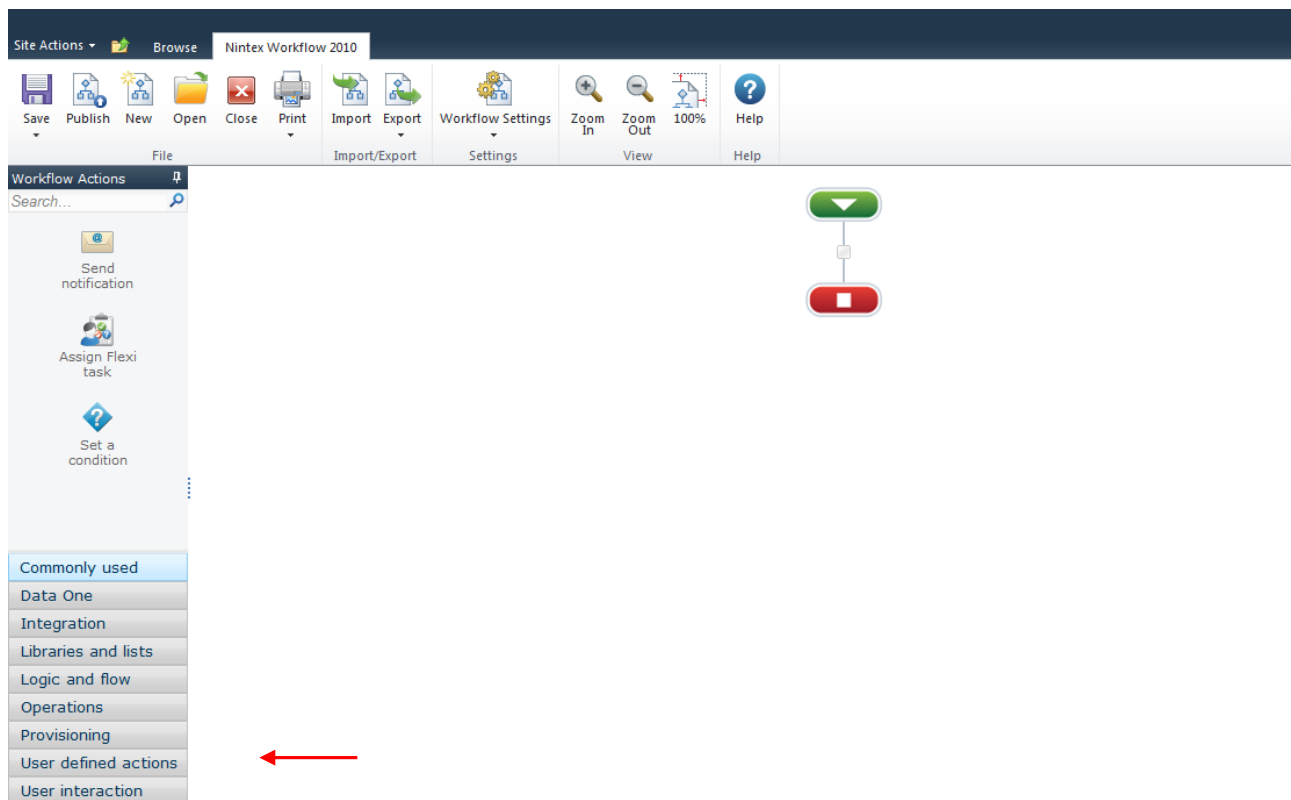 Site Actions Browse Nintex Workflow 2010
Save Publish New Open Close Print Import Export Workflow Settings Zoom In Zoom Out 100% Help
File Import/Export Settings View Help
Workflow Actions
Search...
Send
notification
Assign Flexi
task
Set a
condition
Commonly used
Data One
Integration
Libraries and lists
Logic and flow
Operations
Provisioning
User defined actions
User interaction